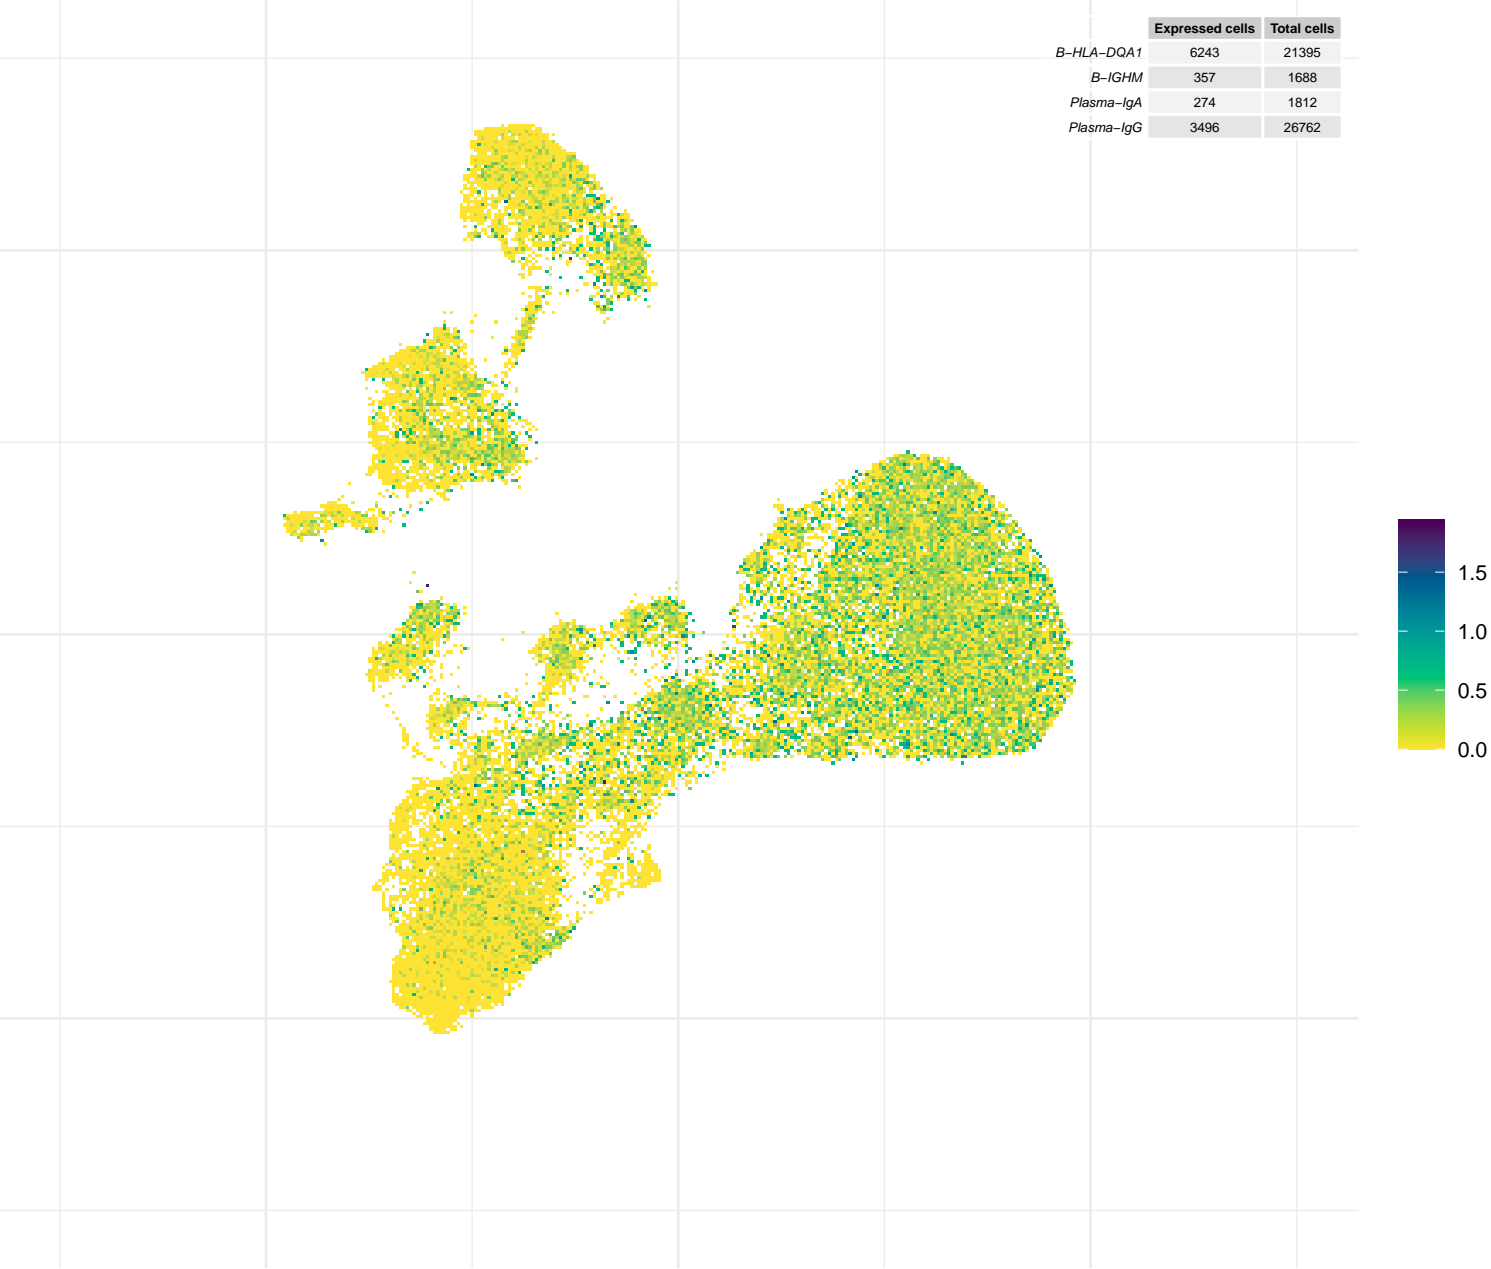 Expressed cells Total cells
B−HLA−DQA1 6243 21395
B−IGHM 357 1688
Plasma−IgA 274 1812
Plasma−IgG 3496 26762
1.5
1.0
0.5
0.0